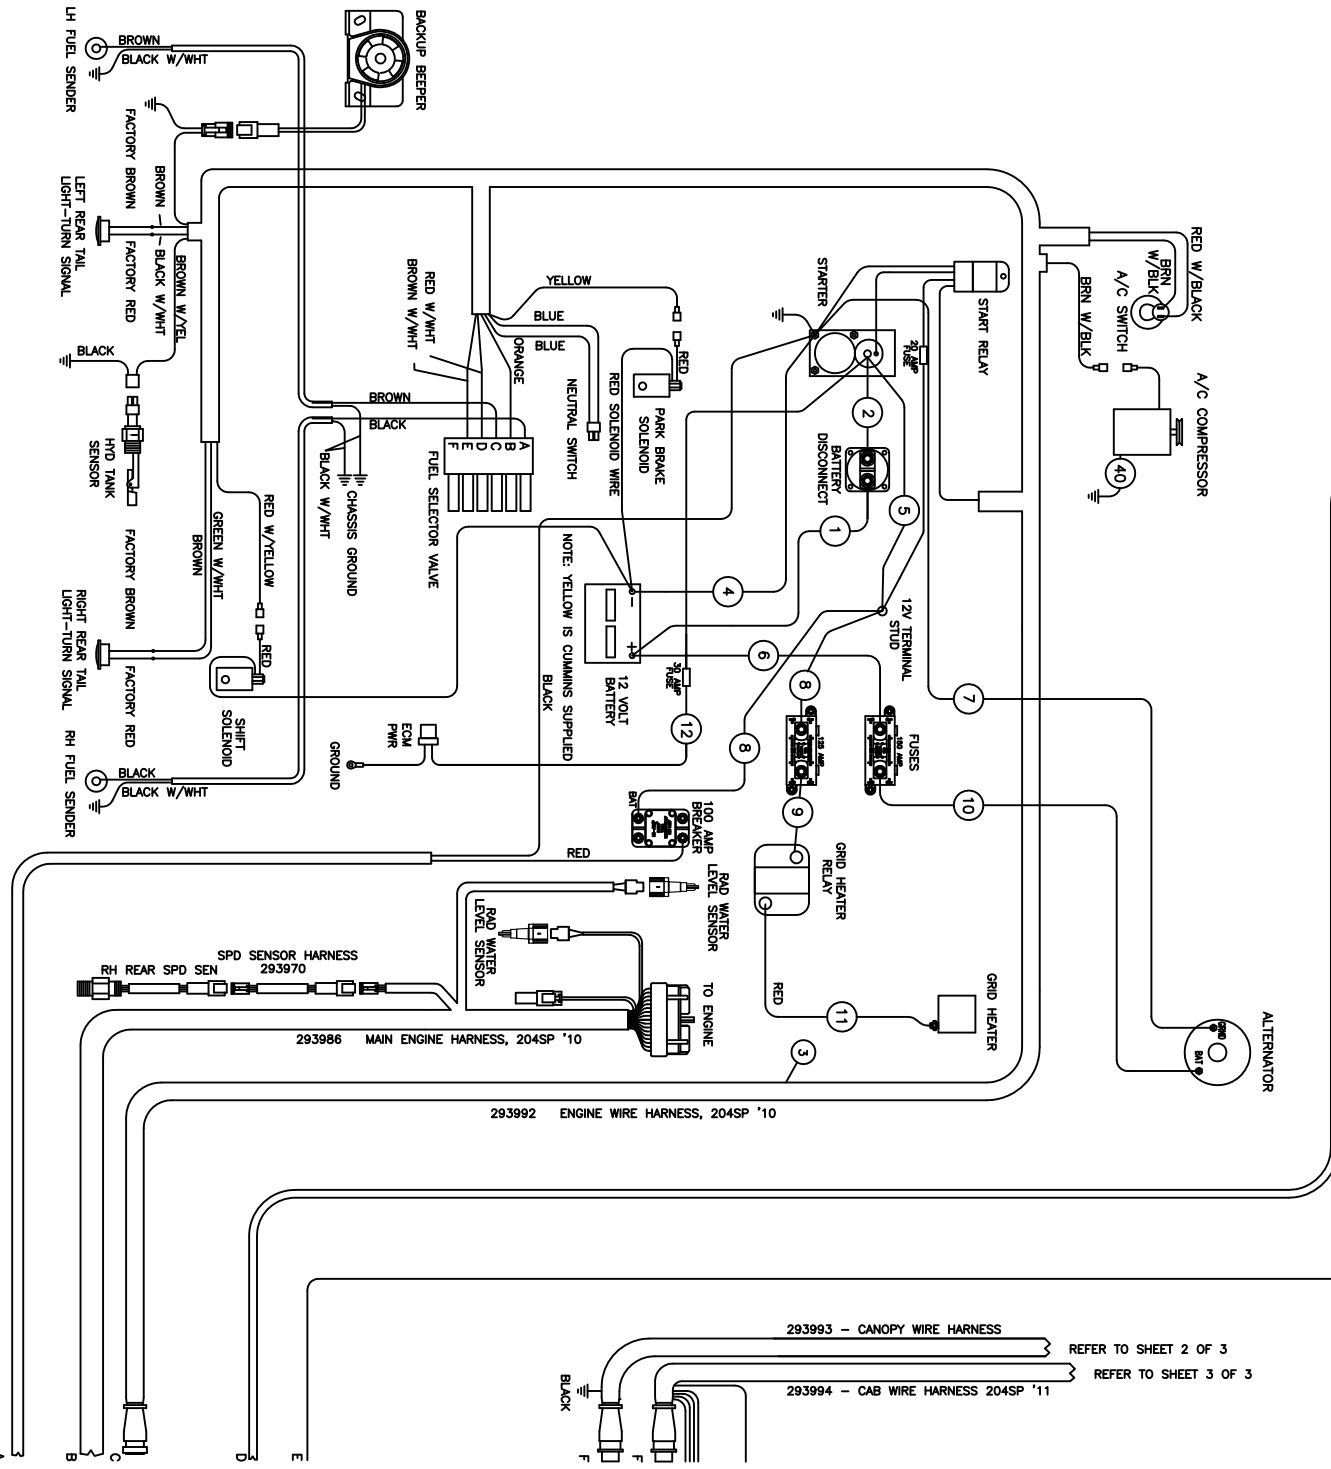 LH FUEL SENDER
BROWN
BLACK W/WHT
BACKUP BEEPER
FACTORY BROWN
BROWN
LEFT REAR TAIL
LIGHT-TURN SIGNAL
FACTORY RED
BLACK W/WHT
BROWN W/YEL
BLACK
HYD TANK
SENSOR
RED W/WHT
BROWN W/WHT
YELLOW
BLUE
BLUE
ORANGE
NEUTRAL SWITCH
RED SOLENOID WIRE
RED
PARK BRAKE
SOLENOID
BROWN
BLACK
F E D C B A
FUEL SELECTOR VALVE
BLACK W/WHT
CHASSIS GROUND
STARTER
START RELAY
20 AMP
FUSE
RED W/BLACK
BRN
W/BLK
A/C SWITCH
BRN W/BLK
A/C COMPRESSOR
40
2
BATTERY
DISCONNECT
1
5
4
12V TERMINAL
STUD
6
7
8
8
NOTE: YELLOW IS CUMMINS SUPPLIED
- +
12 VOLT
BATTERY
30 AMP
FUSE
12
FUSES
150 AMP
125 AMP
10
9
RED W/YELLOW
GREEN W/WHT
BROWN
FACTORY BROWN
RIGHT REAR TAIL
LIGHT-TURN SIGNAL
FACTORY RED
RED
SHIFT
SOLENOID
RH FUEL SENDER
BLACK
BLACK W/WHT
BLACK
ECM
PWR
GROUND
BAT
100 AMP
BREAKER
RED
RAD WATER
LEVEL SENSOR
RAD WATER
LEVEL SENSOR
GRID HEATER
RELAY
RED
11
GRID HEATER
ALTERNATOR
GRND
BAT
SPD SENSOR HARNESS
293970
RH REAR SPD SEN
TO ENGINE
293986 MAIN ENGINE HARNESS, 204SP '10
3
293992 ENGINE WIRE HARNESS, 204SP '10
293993 - CANOPY WIRE HARNESS
REFER TO SHEET 2 OF 3
REFER TO SHEET 3 OF 3
293994 - CAB WIRE HARNESS 204SP '11
BLACK
A
B
C
D
E
F
F